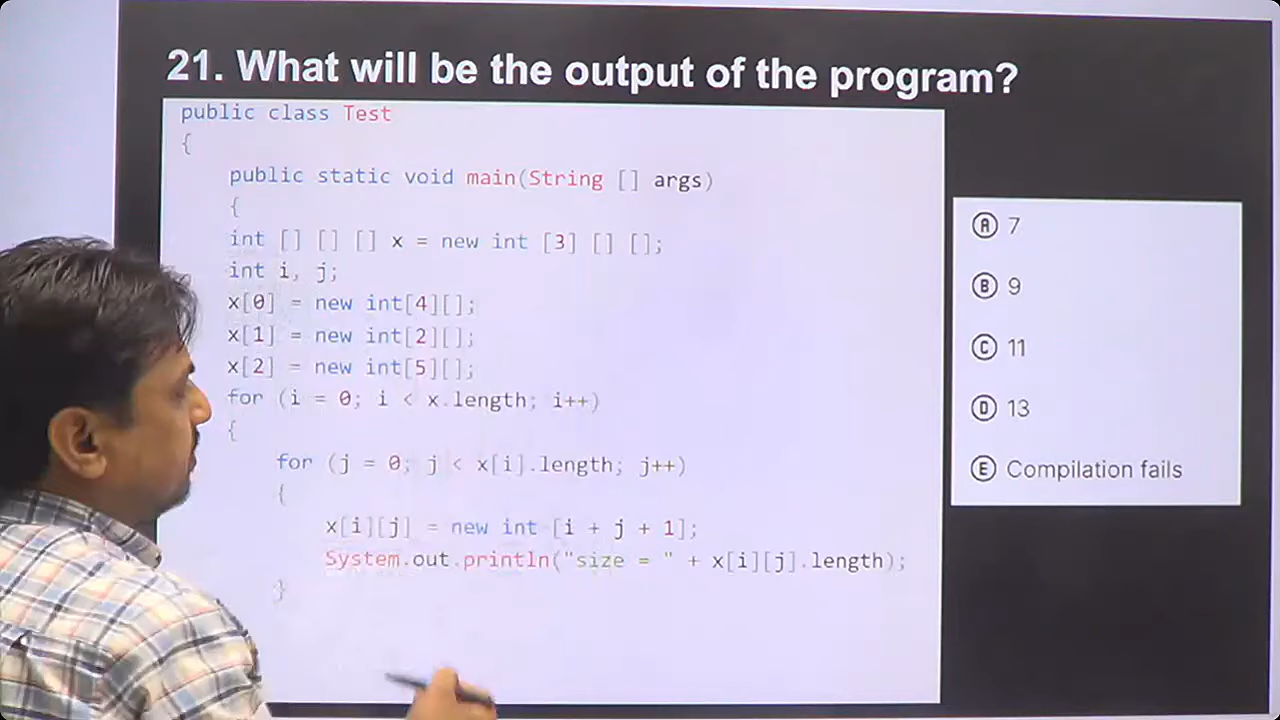 21. What will be the output of the program?
public class Test
{
public static void main(String [] args)
{
int [] [] [] x = new int [3] [] [];
int i, j;
x[0] = new int[4][];
x[1] = new int[2][];
x[2] = new int[5][];
for (i = 0; i < x.length; i++)
{
for (j = 0; j < x[i].length; j++)
{
x[i][j] = new int [i + j + 1];
System.out.println("size = " + x[i][j].length);
}
A 7
B 9
C 11
D 13
E Compilation fails